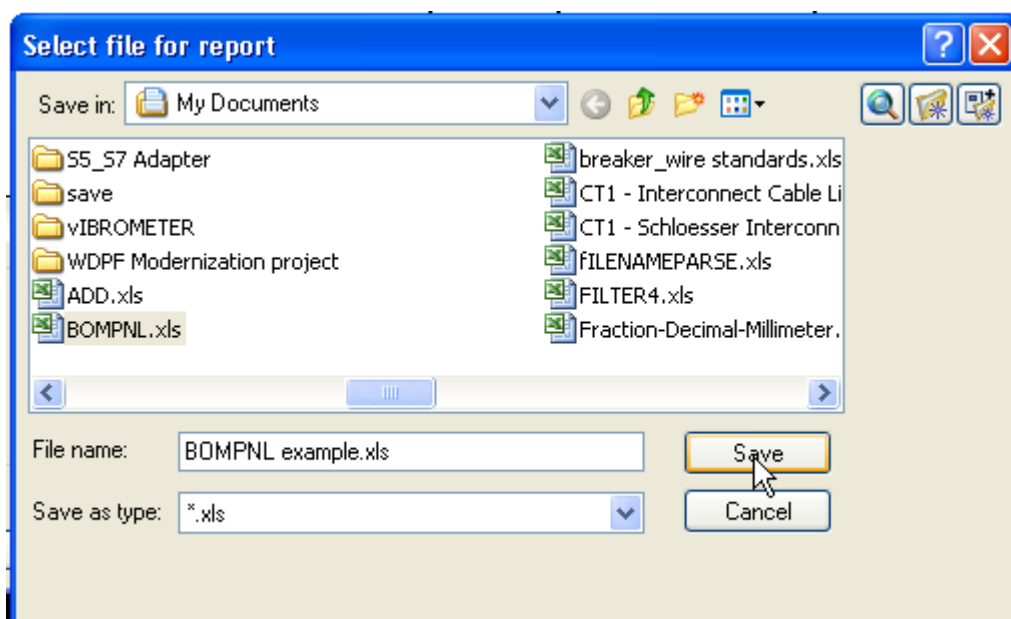 Select file for report
Save in: My Documents
S5_S7 Adapter
save
vIBROMETER
WDPF Modernization project
ADD.xls
BOMPNL.xls
breaker_wire standards.xls
CT1 - Interconnect Cable Li
CT1 - Schloesser Interconn
fILENAMEPARSE.xls
FILTER4.xls
Fraction-Decimal-Millimeter.
File name: BOMPNL example.xls
Save
Save as type: *.xls
Cancel